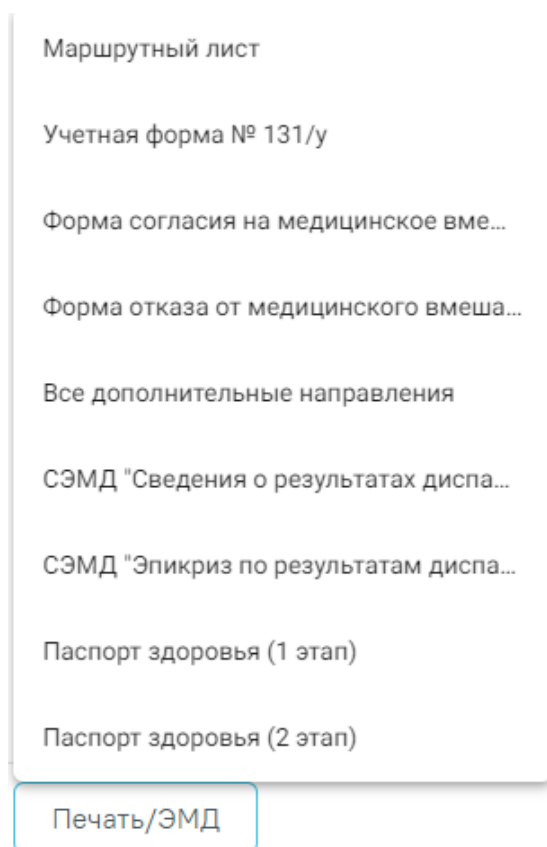 Маршрутный лист
Учетная форма № 131/у
Форма согласия на медицинское вме...
Форма отказа от медицинского вмеша...
Все дополнительные направления
СЭМД "Сведения о результатах диспа...
СЭМД "Эпикриз по результатам диспа...
Паспорт здоровья (1 этап)
Паспорт здоровья (2 этап)
Печать/ЭМД